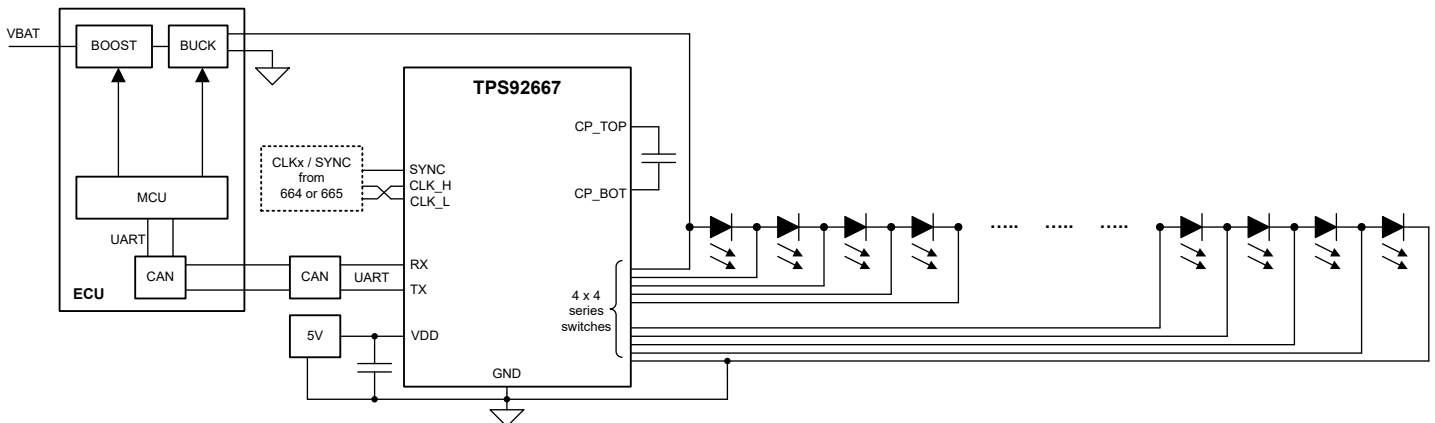 VBAT
BOOST
BUCK
TPS92667
CP_TOP
CLKx / SYNC
from
664 or 665
SYNC
CLK_H
CLK_L
MCU
CP_BOT
UART
.....
.....
.....
CAN
CAN
UART
RX
TX
ECU
4 x 4
series
switches
5V
VDD
GND